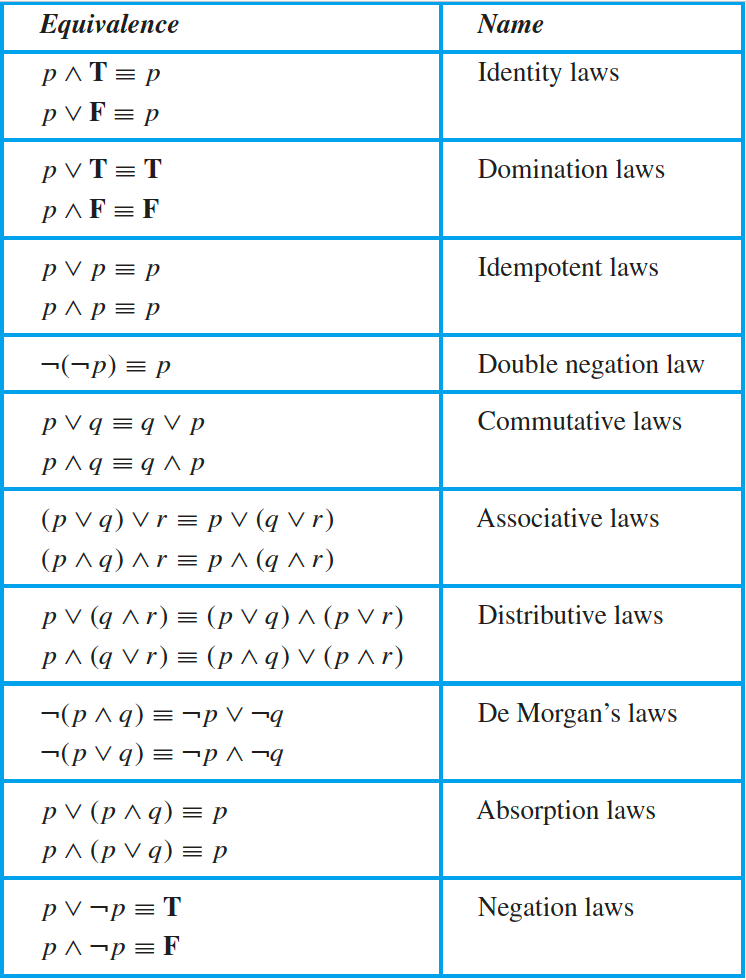 Equivalence Name
p ∧ T ≡ p Identity laws
p ∨ F ≡ p
p ∨ T ≡ T Domination laws
p ∧ F ≡ F
p ∨ p ≡ p Idempotent laws
p ∧ p ≡ p
¬(¬p) ≡ p Double negation law
p ∨ q ≡ q ∨ p Commutative laws
p ∧ q ≡ q ∧ p
(p ∨ q) ∨ r ≡ p ∨ (q ∨ r) Associative laws
(p ∧ q) ∧ r ≡ p ∧ (q ∧ r)
p ∨ (q ∧ r) ≡ (p ∨ q) ∧ (p ∨ r) Distributive laws
p ∧ (q ∨ r) ≡ (p ∧ q) ∨ (p ∧ r)
¬(p ∧ q) ≡ ¬p ∨ ¬q De Morgan’s laws
¬(p ∨ q) ≡ ¬p ∧ ¬q
p ∨ (p ∧ q) ≡ p Absorption laws
p ∧ (p ∨ q) ≡ p
p ∨ ¬p ≡ T Negation laws
p ∧ ¬p ≡ F